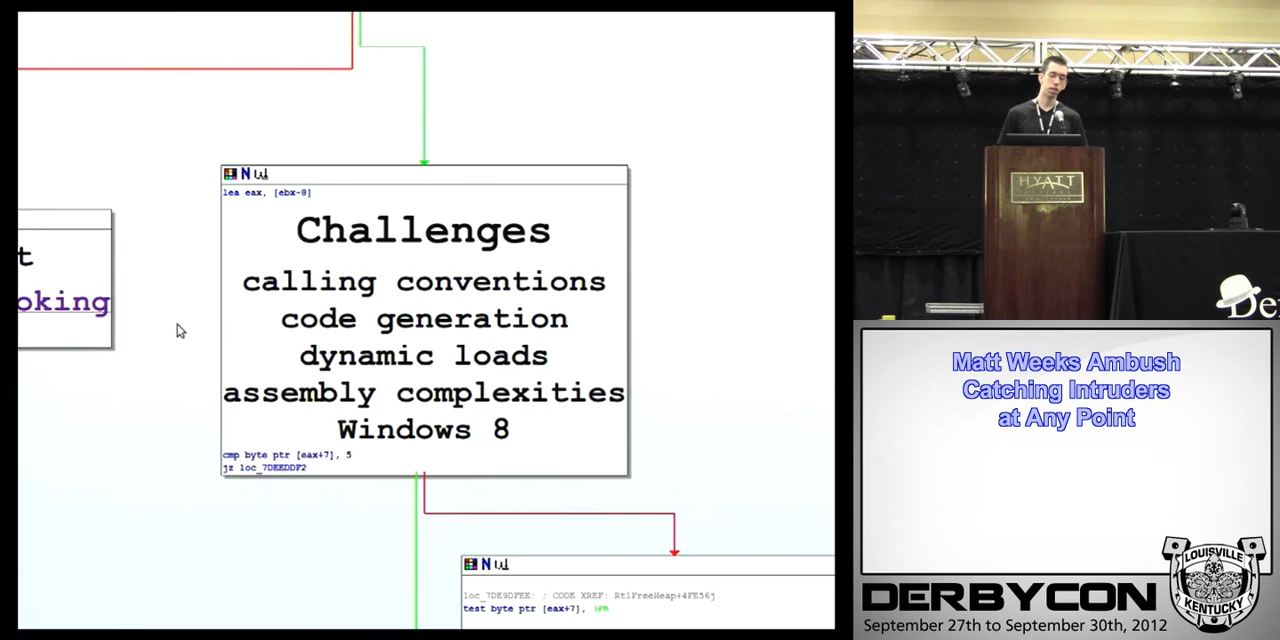 lea eax, [ebx-8]
Challenges
calling conventions
code generation
dynamic loads
assembly complexities
Windows 8
cmp byte ptr [eax+7], 5
jz loc_7DEEDDF2
t
oking
loc_7DE9DFEE: ; CODE XREF: RtlFreeHeap+4FE56j
test byte ptr [eax+7],
HYATT
De
Matt Weeks Ambush
Catching Intruders
at Any Point
DERBYCON
September 27th to September 30th, 2012
LOUISVILLE
KENTUCKY